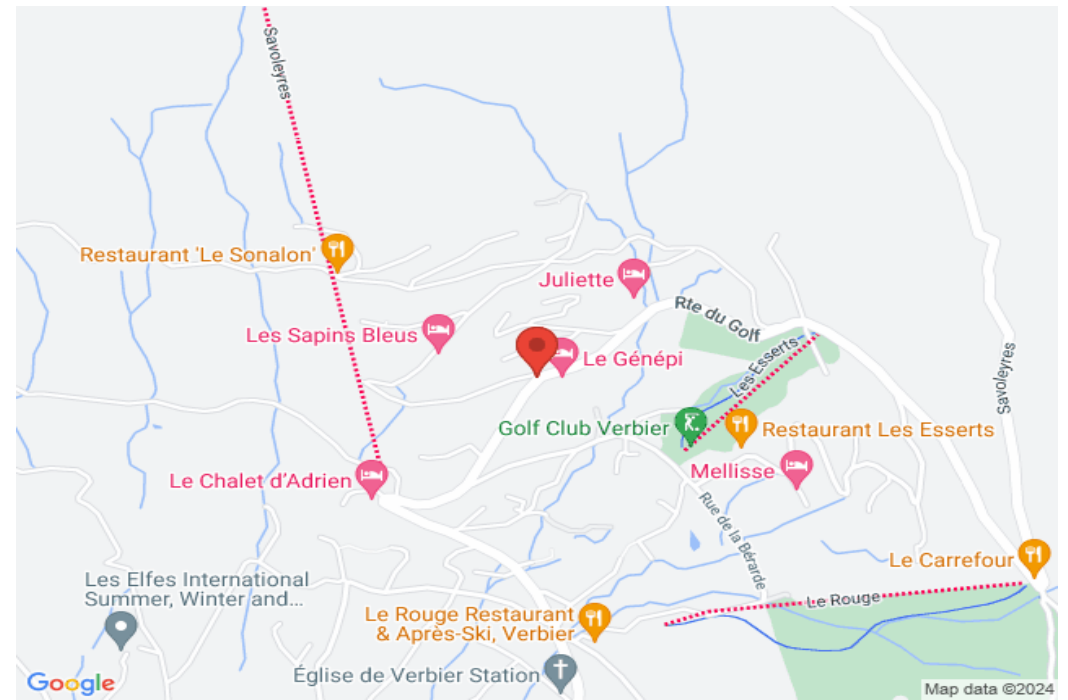 Savoleyres
Restaurant 'Le Sonalon'
Juliette
Rte du Golf
Les Sapins Bleus
Le Génépi
Les Esserts
Savoleyres
Golf Club Verbier
Restaurant Les Esserts
Mellisse
Le Chalet d'Adrien
Rue de la Bérarde
Le Carrefour
Les Elfes International
Summer, Winter and...
Le Rouge
Le Rouge Restaurant
& Après-Ski, Verbier
Église de Verbier Station
Google
Map data ©2024